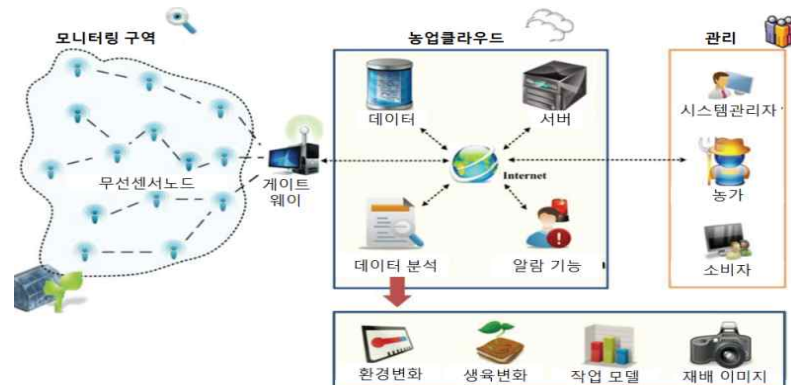 모니터링 구역
무선센서노드
게이트
웨이
농업클라우드
데이터
서버
Internet
데이터 분석
알람 기능
관리
시스템관리자
농가
소비자
환경변화
생육변화
작업 모델
재배 이미지